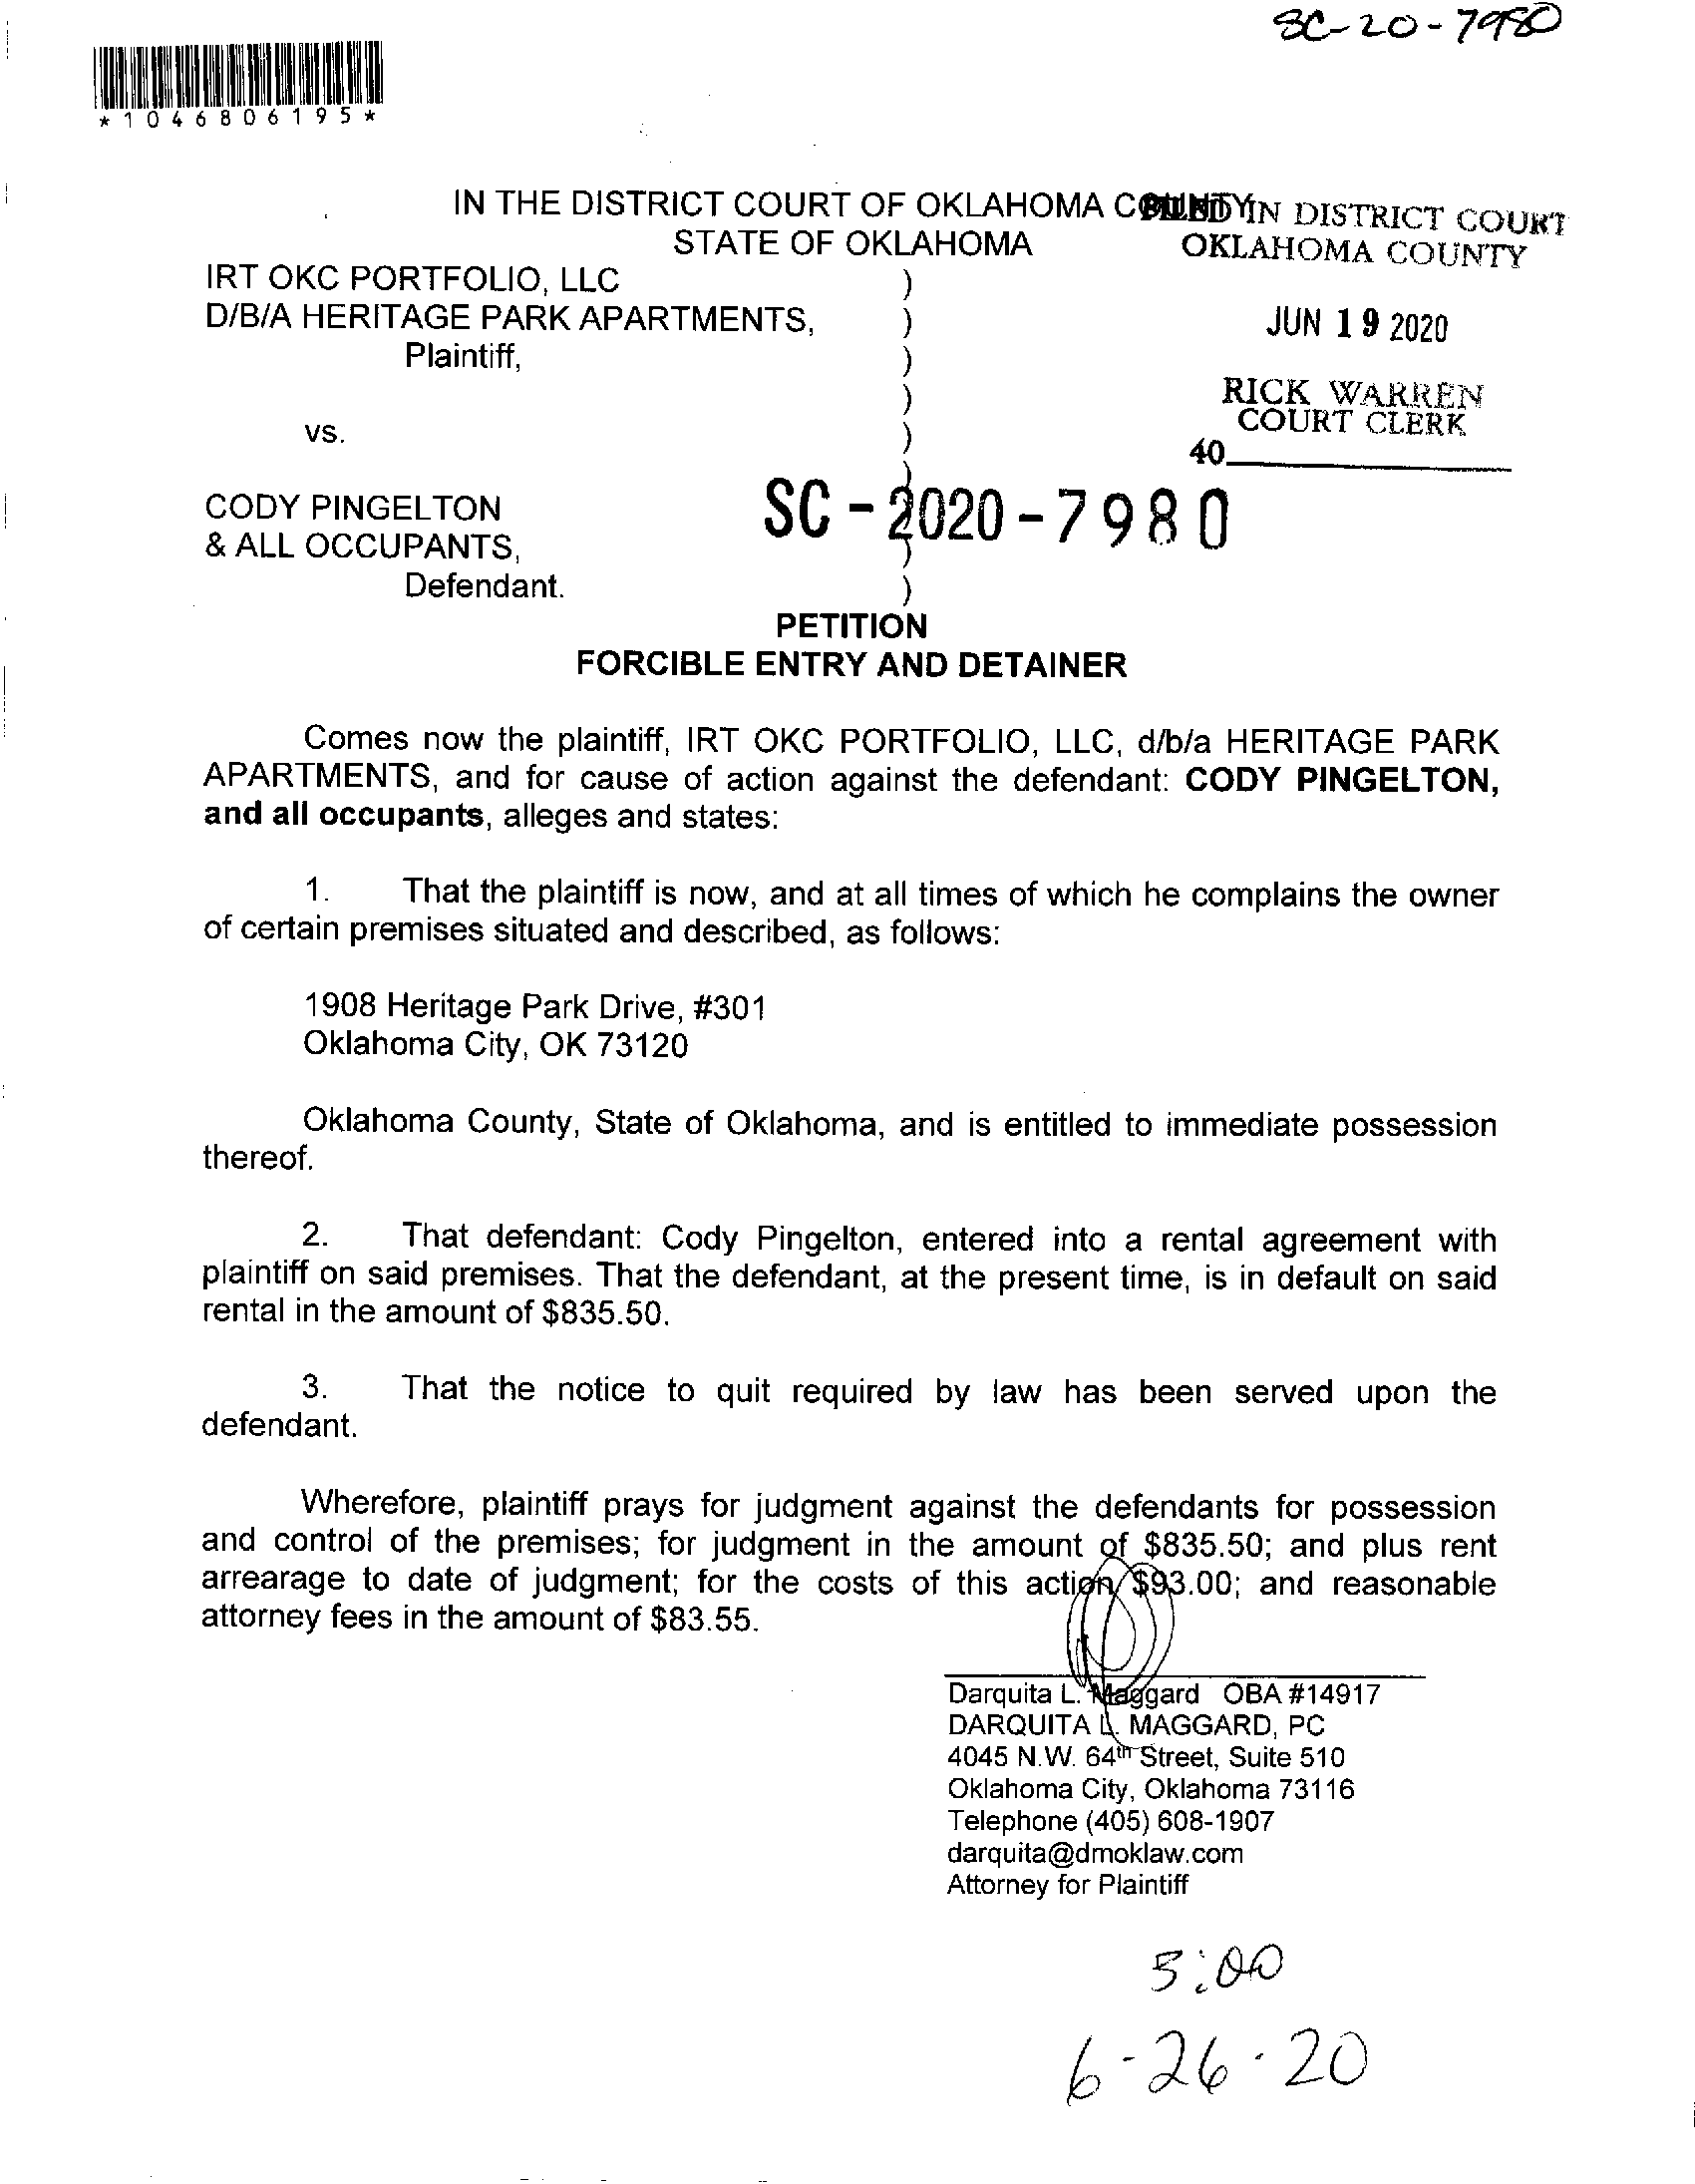 SC-20-7980
*1046806195*
IN THE DISTRICT COURT OF OKLAHOMA COUNTY
STATE OF OKLAHOMA
FILED IN DISTRICT COURT
OKLAHOMA COUNTY
JUN 19 2020
RICK WARREN
COURT CLERK
40
IRT OKC PORTFOLIO, LLC )
D/B/A HERITAGE PARK APARTMENTS, )
Plaintiff, )
)
vs. )
)
CODY PINGELTON )
& ALL OCCUPANTS, )
Defendant. )
SC-2020-7980
PETITION
FORCIBLE ENTRY AND DETAINER
Comes now the plaintiff, IRT OKC PORTFOLIO, LLC, d/b/a HERITAGE PARK
APARTMENTS, and for cause of action against the defendant: CODY PINGELTON,
and all occupants, alleges and states:
1. That the plaintiff is now, and at all times of which he complains the owner
of certain premises situated and described, as follows:
1908 Heritage Park Drive, #301
Oklahoma City, OK 73120
Oklahoma County, State of Oklahoma, and is entitled to immediate possession
thereof.
2. That defendant: Cody Pingelton, entered into a rental agreement with
plaintiff on said premises. That the defendant, at the present time, is in default on said
rental in the amount of $835.50.
3. That the notice to quit required by law has been served upon the
defendant.
Wherefore, plaintiff prays for judgment against the defendants for possession
and control of the premises; for judgment in the amount of $835.50; and plus rent
arrearage to date of judgment; for the costs of this action $93.00; and reasonable
attorney fees in the amount of $83.55.
Darquita L. Maggard OBA #14917
DARQUITA L. MAGGARD, PC
4045 N.W. 64th Street, Suite 510
Oklahoma City, Oklahoma 73116
Telephone (405) 608-1907
darquita@dmoklaw.com
Attorney for Plaintiff
5:00
6-26-20